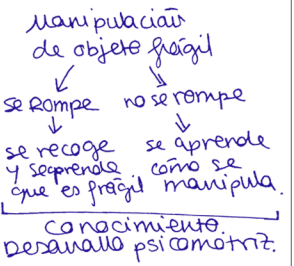 Manipulación
de objeto frágil
se rompe no se rompe
se recoge se aprende
y se aprende cómo se
que es frágil manipula.
conocimiento.
Desarrollo psicomotriz.